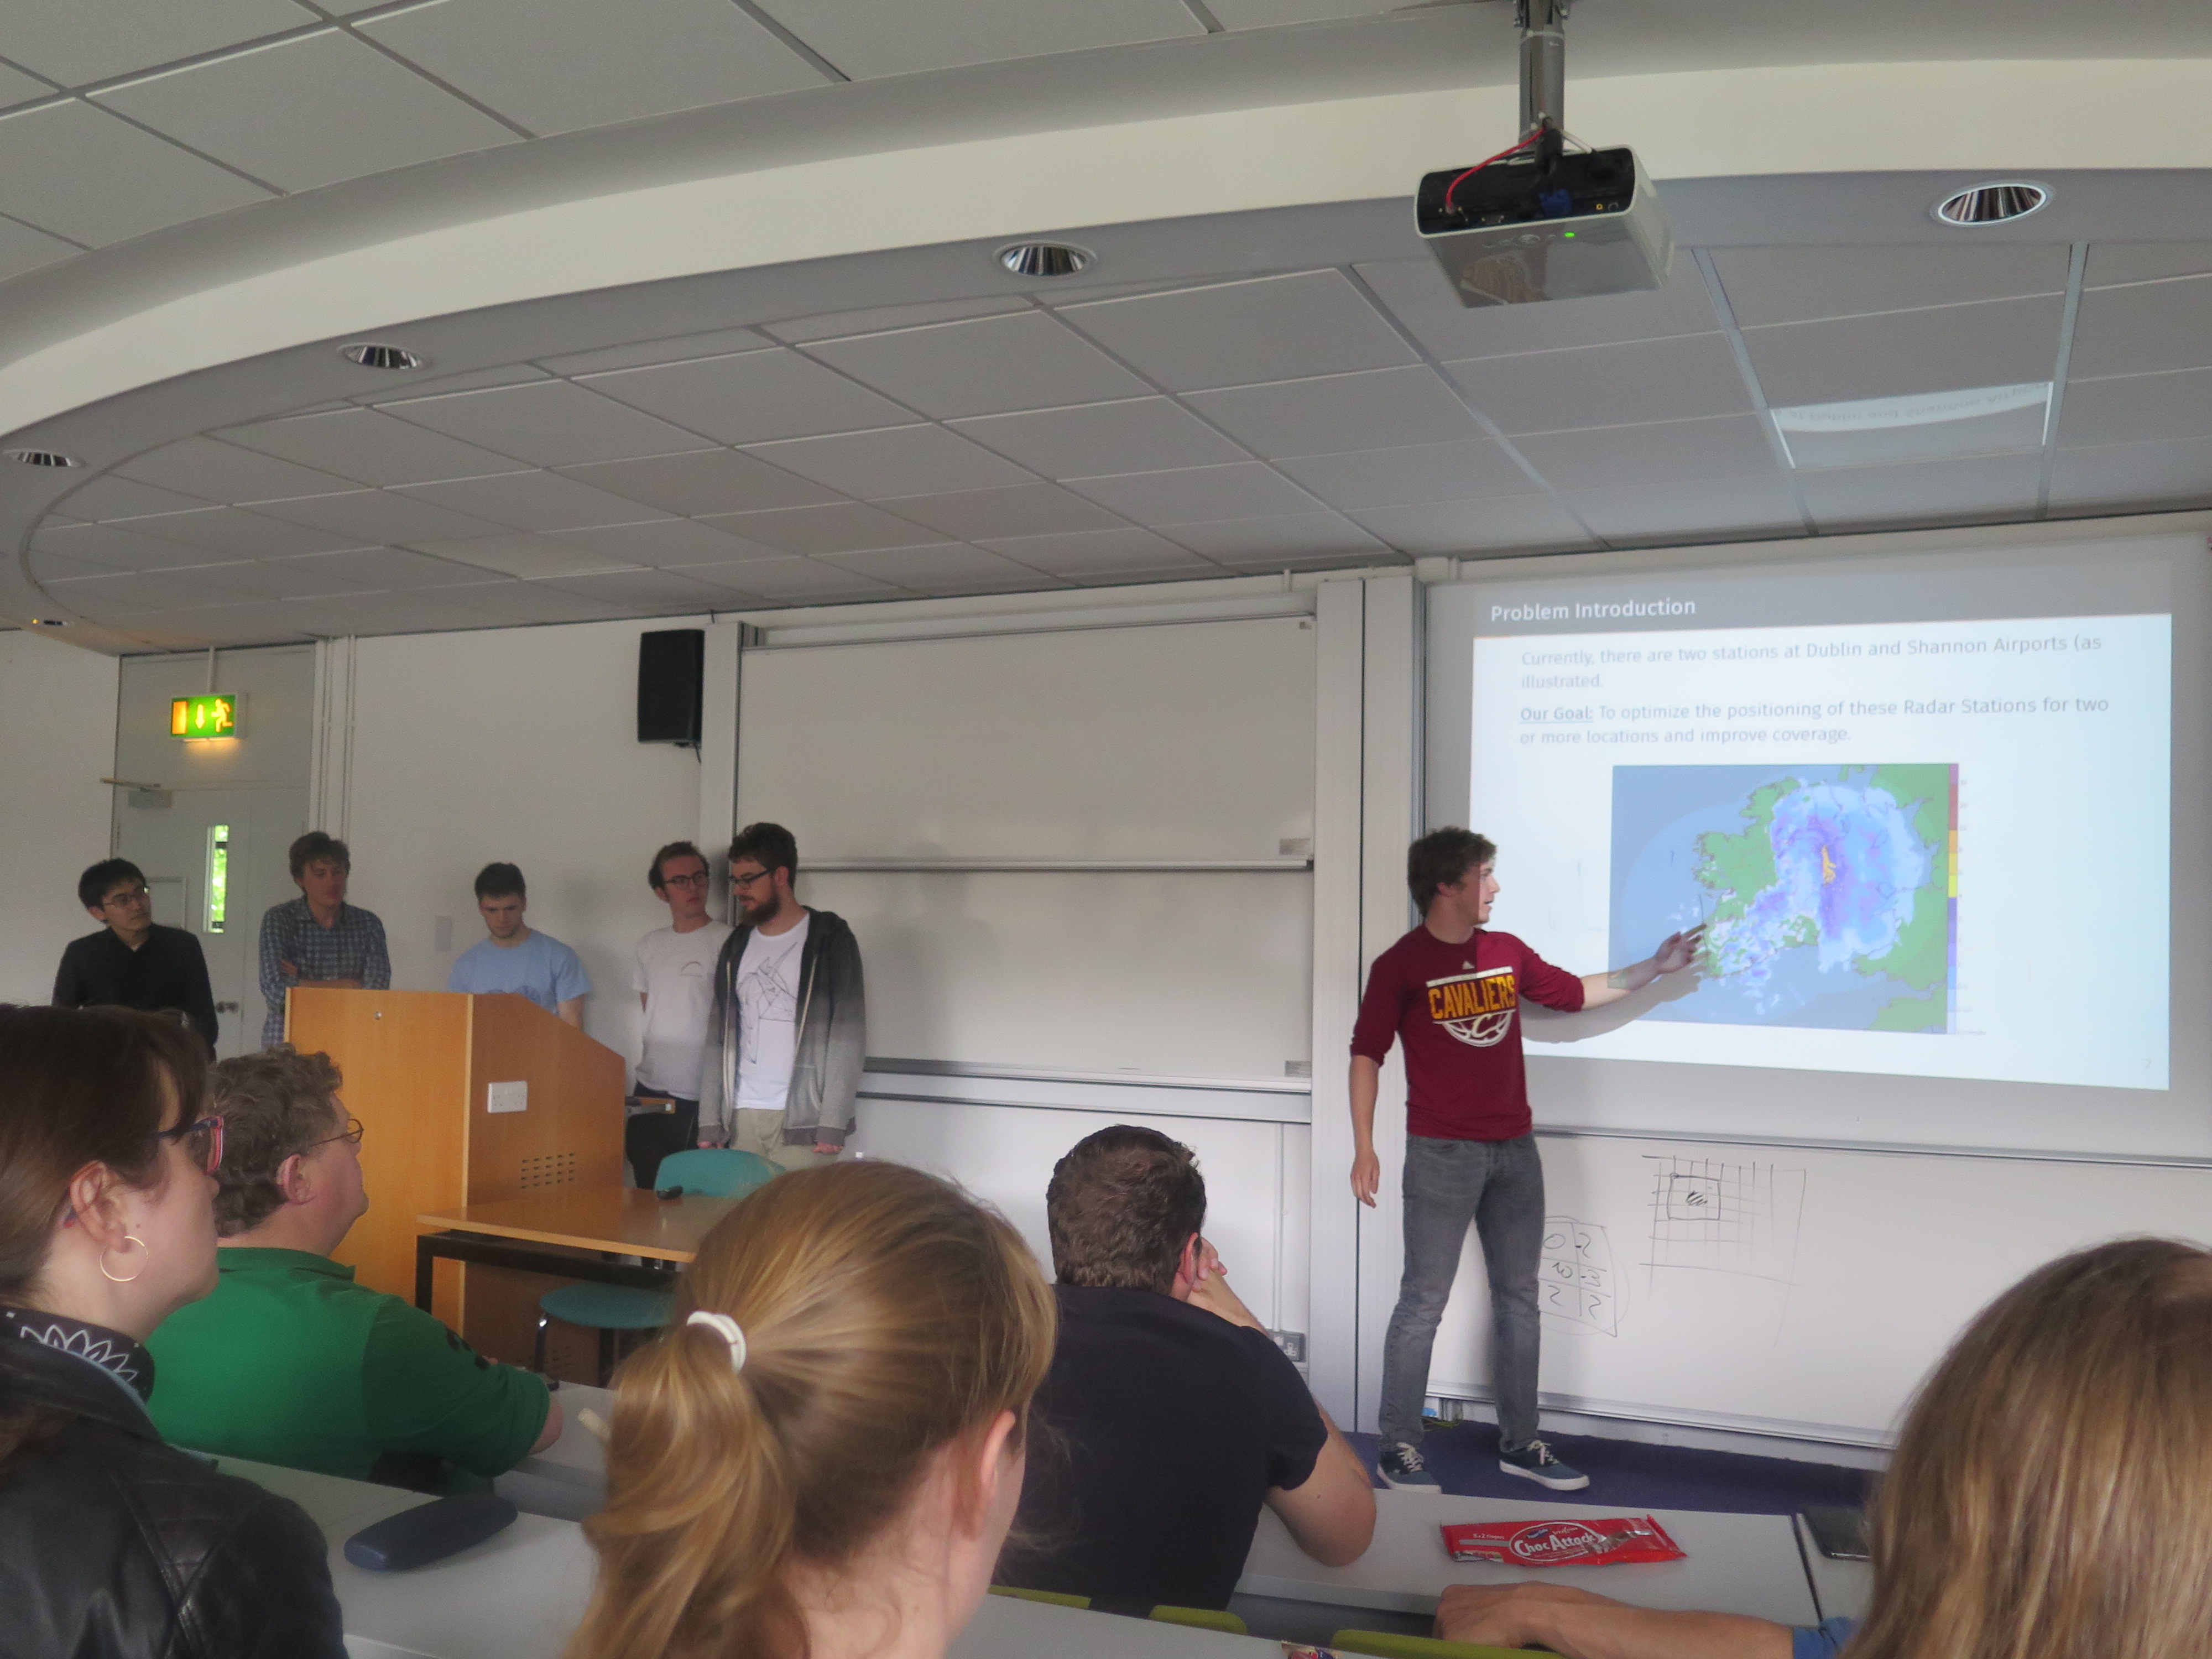 Problem Introduction
Currently, there are two stations at Dublin and Shannon Airports (as
illustrated.
Our Goal: To optimize the positioning of these Radar Stations for two
or more locations and improve coverage.
2
CAVALIERS
Choc Attack